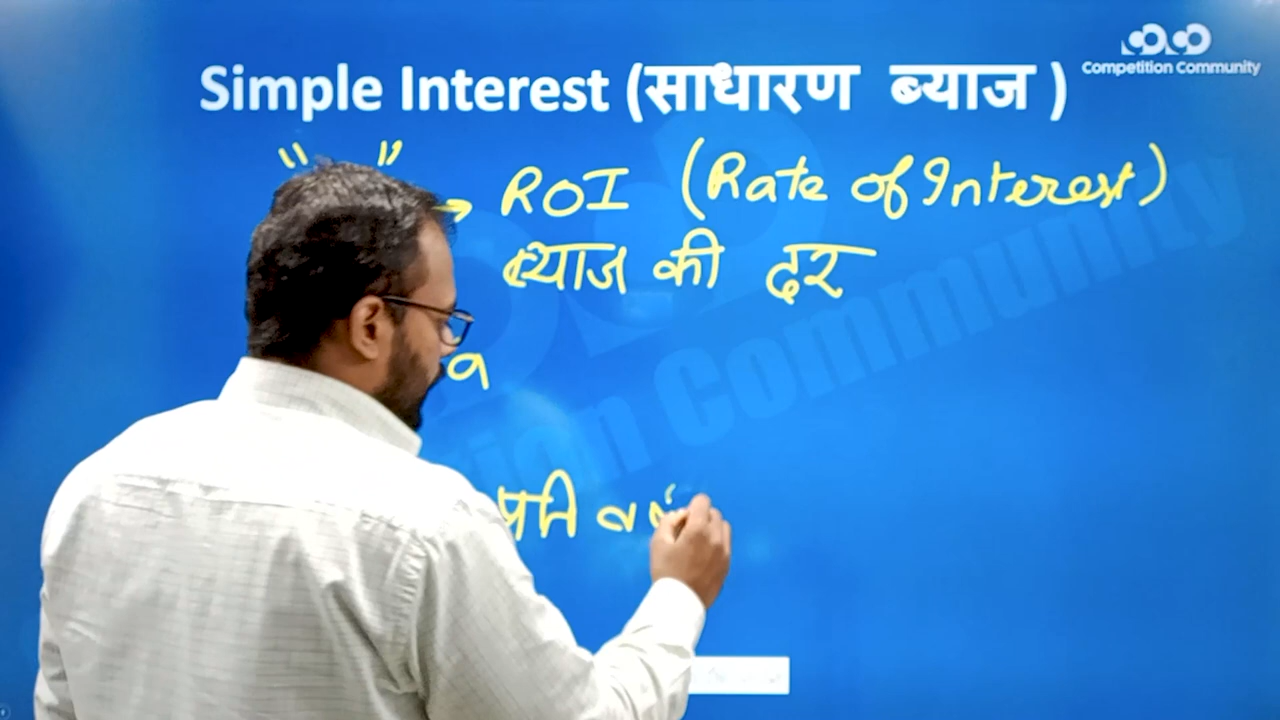 Competition Community
Simple Interest (साधारण ब्याज )
" "
→ ROI (Rate of Interest)
ब्याज की दर
a
प्रति वर्ष